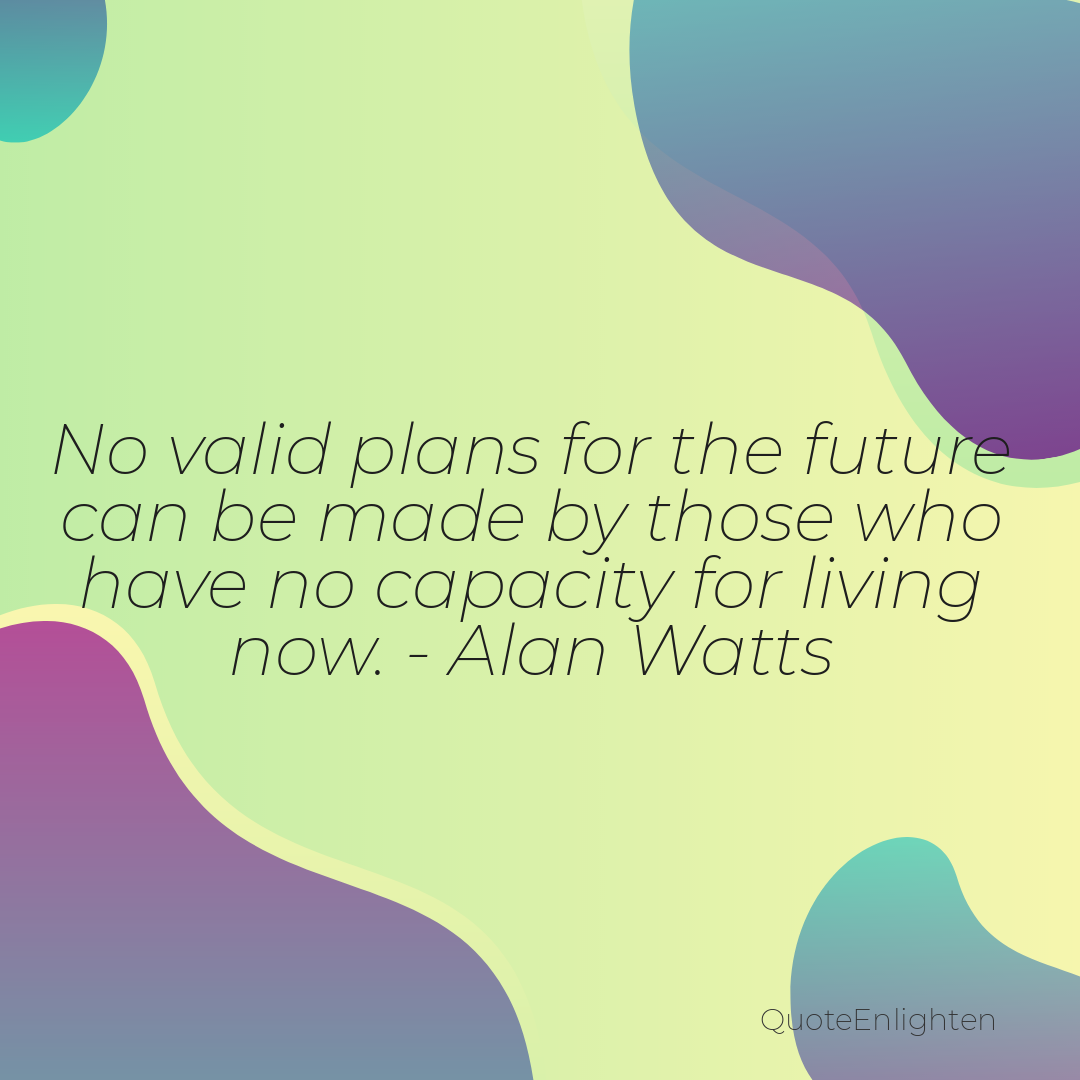 No valid plans for the future
can be made by those who
have no capacity for living
now. - Alan Watts
QuoteEnlighten